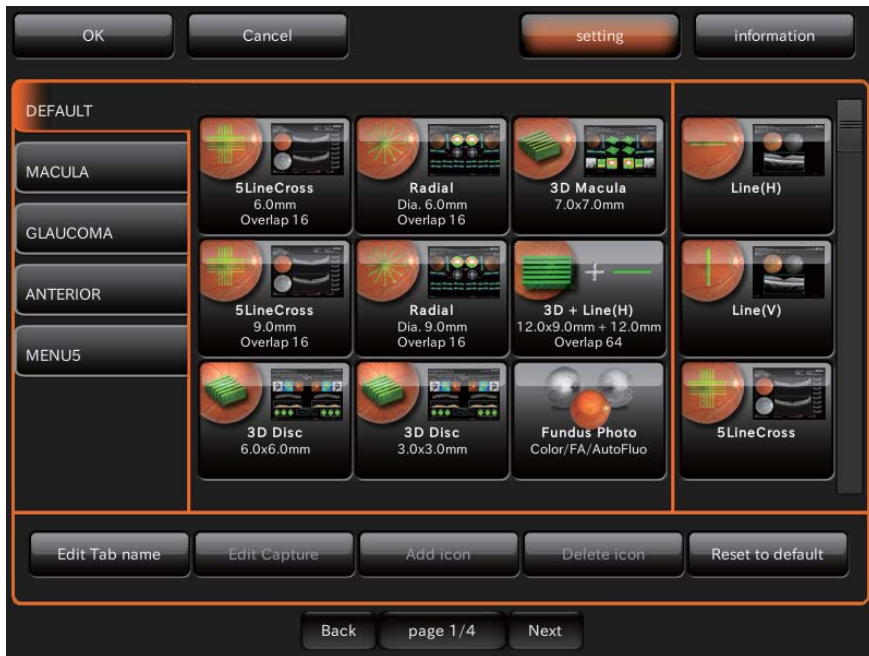 OK
Cancel
setting
information
DEFAULT
MACULA
GLAUCOMA
ANTERIOR
MENU5
5LineCross
6.0mm
Overlap 16
Radial
Dia. 6.0mm
Overlap 16
3D Macula
7.0x7.0mm
5LineCross
9.0mm
Overlap 16
Radial
Dia. 9.0mm
Overlap 16
3D + Line(H)
12.0x9.0mm + 12.0mm
Overlap 64
3D Disc
6.0x6.0mm
3D Disc
3.0x3.0mm
Fundus Photo
Color/FA/AutoFluo
Line(H)
Line(V)
5LineCross
Edit Tab name
Edit Capture
Add icon
Delete icon
Reset to default
Back
page 1/4
Next